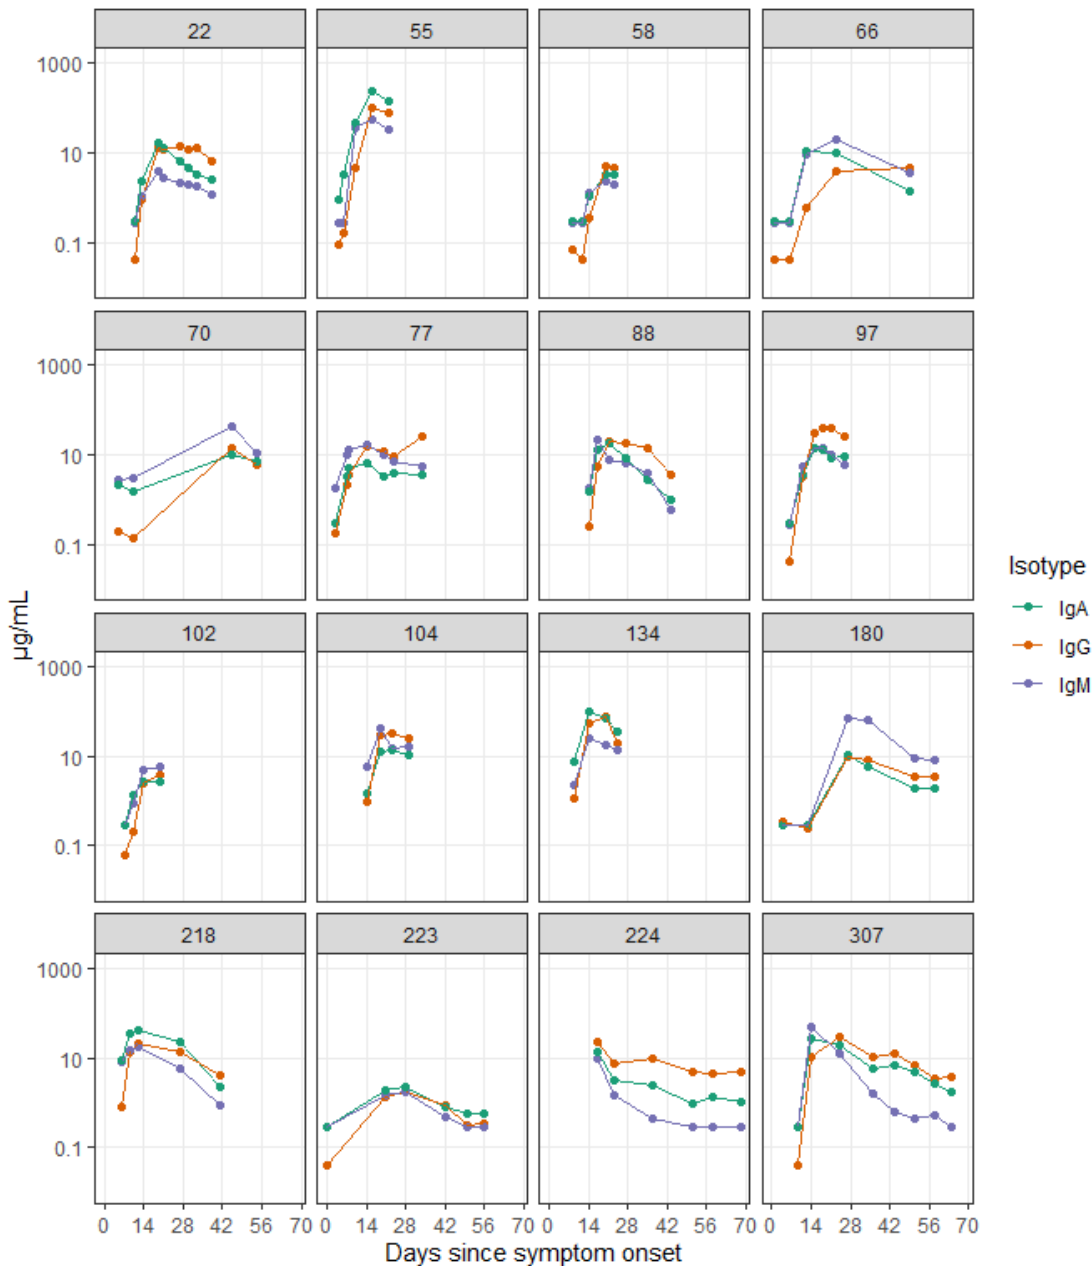 22 55 58 66
1000
10
0.1
70 77 88 97
1000
10
0.1
Isotype
IgA
IgG
IgM
µg/mL
102 104 134 180
1000
10
0.1
218 223 224 307
1000
10
0.1
0 14 28 42 56 70 0 14 28 42 56 70 0 14 28 42 56 70 0 14 28 42 56 70
Days since symptom onset